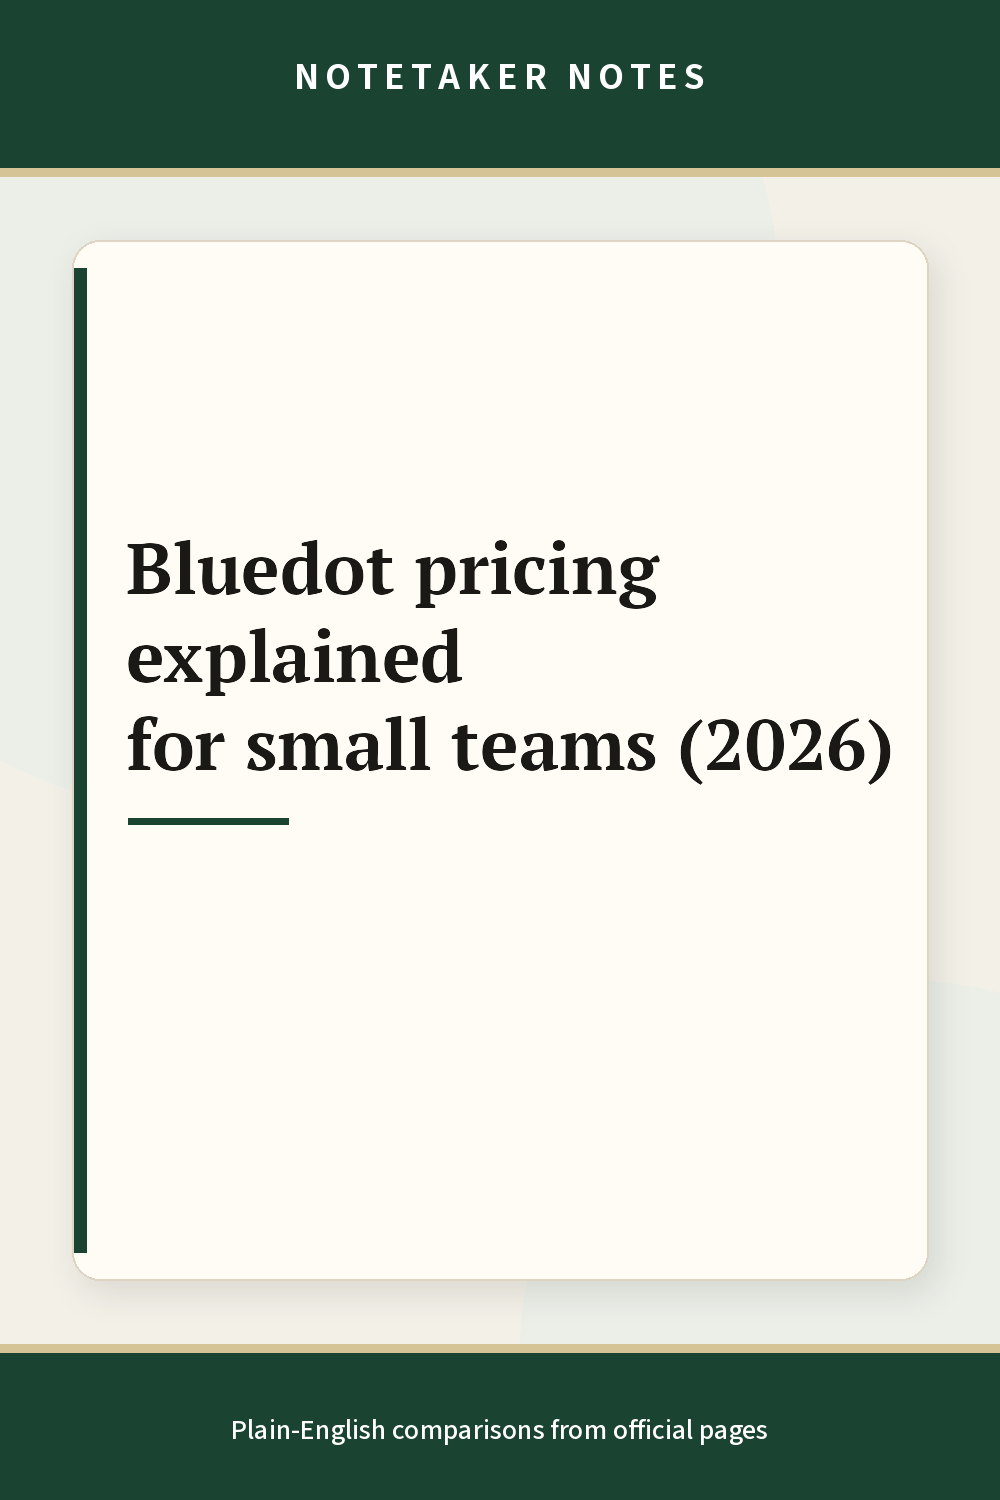 NOTETAKER NOTES
Bluedot pricing
explained
for small teams (2026)
Plain-English comparisons from official pages